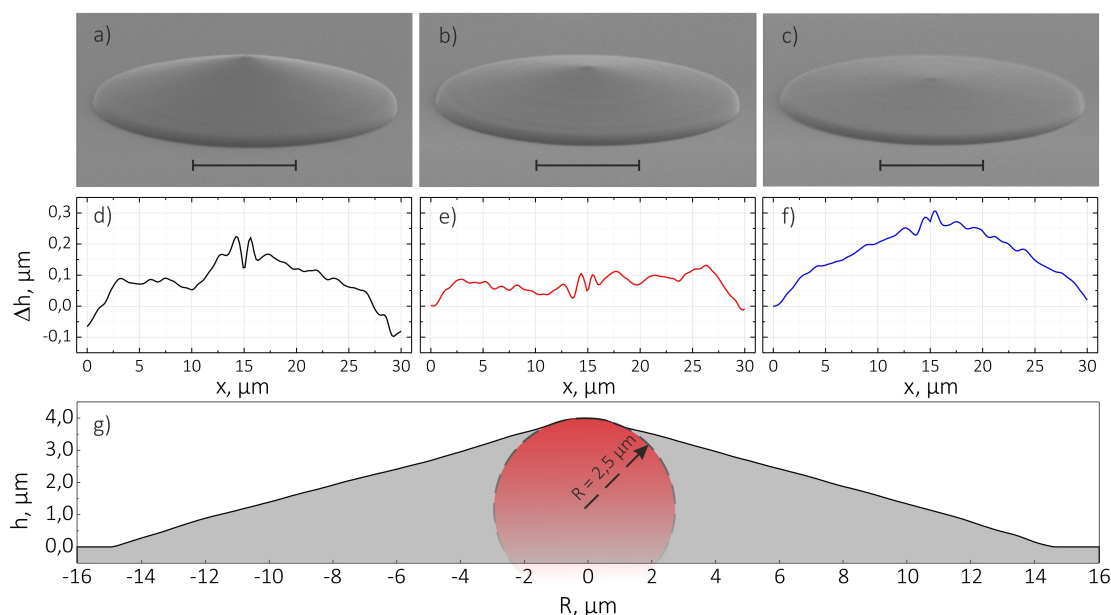 a)
b)
c)
d)
e)
f)
0,3
0,2
0,1
0,0
-0,1
Δh, µm
0 5 10 15 20 25 30
0 5 10 15 20 25 30
0 5 10 15 20 25 30
x, µm
x, µm
x, µm
g)
4,0
3,0
2,0
1,0
0,0
h, µm
R = 2,5 µm
-16 -14 -12 -10 -8 -6 -4 -2 0 2 4 6 8 10 12 14 16
R, µm